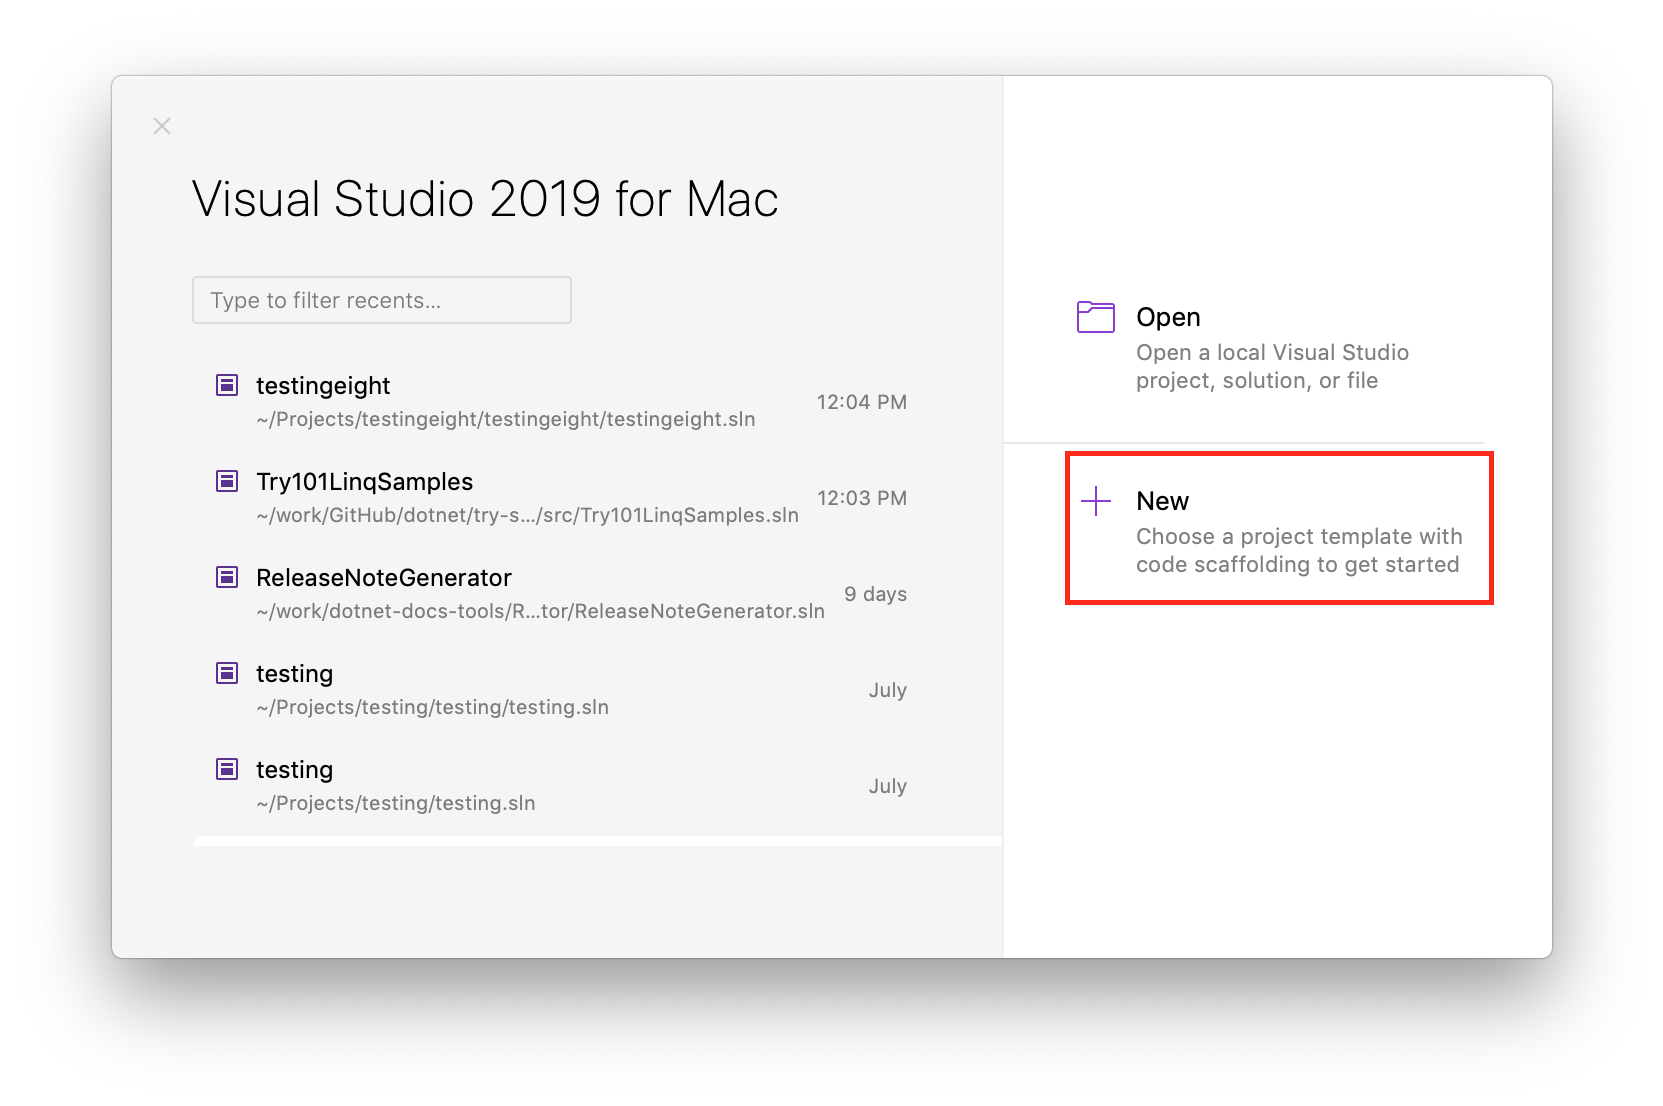 Visual Studio 2019 for Mac
Type to filter recents...
testingeight
~/Projects/testingeight/testingeight/testingeight.sln
12:04 PM
Try101LinqSamples
~/work/GitHub/dotnet/try-s.../src/Try101LinqSamples.sln
12:03 PM
ReleaseNoteGenerator
~/work/dotnet-docs-tools/R...tor/ReleaseNoteGenerator.sln
9 days
testing
~/Projects/testing/testing/testing.sln
July
testing
~/Projects/testing/testing.sln
July
Open
Open a local Visual Studio
project, solution, or file
New
Choose a project template with
code scaffolding to get started